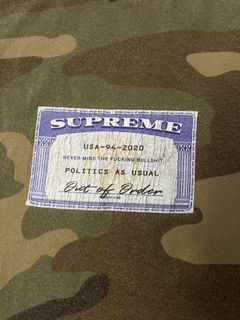 SUPREME
USA-94-2020
NEVER MIND THE FUCKING BULLSHIT
POLITICS AS USUAL
Out of Order